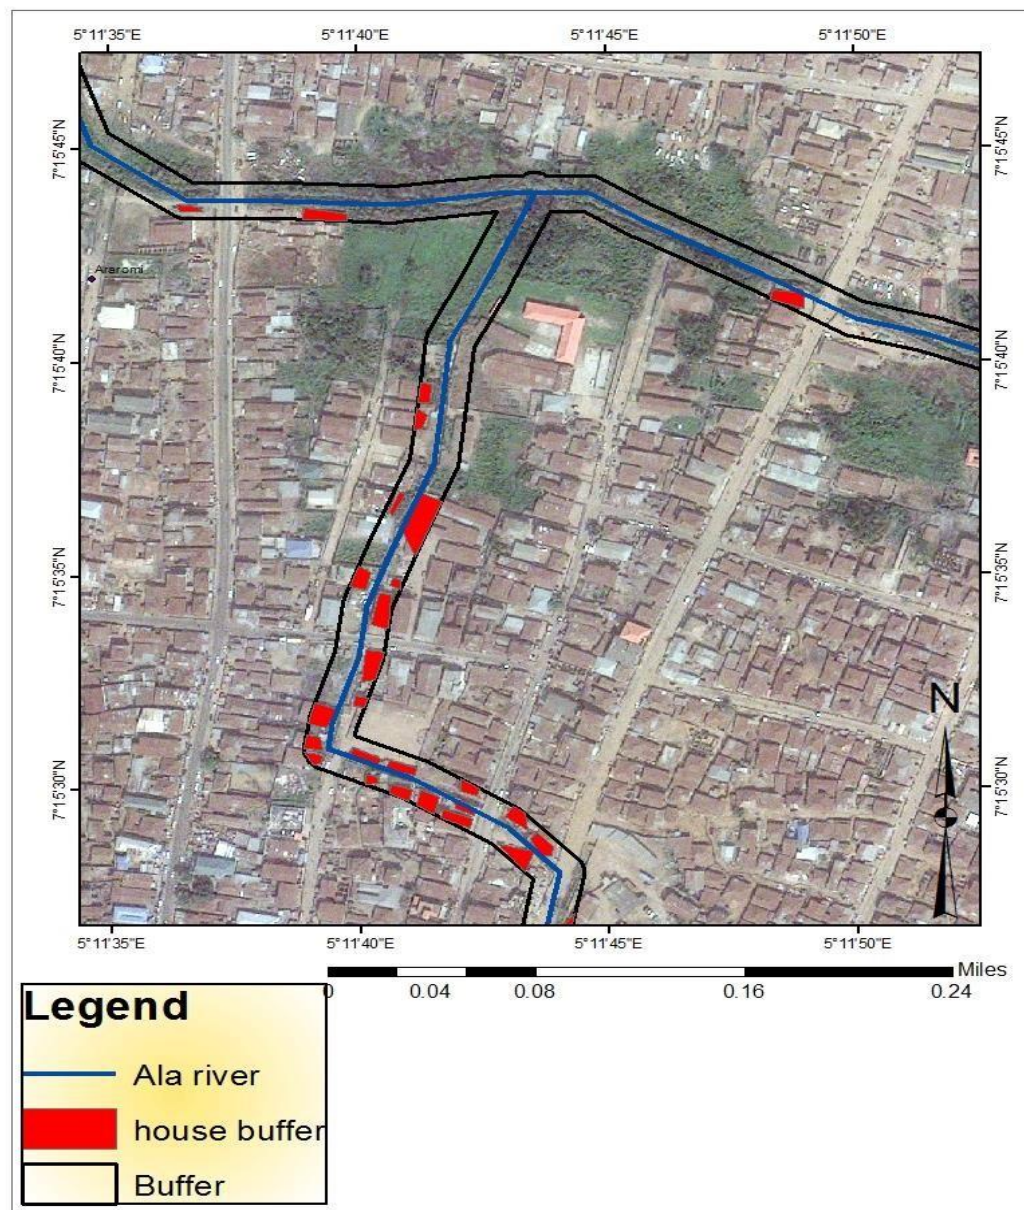 5°11'35"E 5°11'40"E 5°11'45"E 5°11'50"E
7°15'45"N 7°15'45"N
Araromi
7°15'40"N 7°15'40"N
7°15'35"N 7°15'35"N
N
7°15'30"N 7°15'30"N
5°11'35"E 5°11'40"E 5°11'45"E 5°11'50"E
Miles
0 0.04 0.08 0.16 0.24
Legend
Ala river
house buffer
Buffer